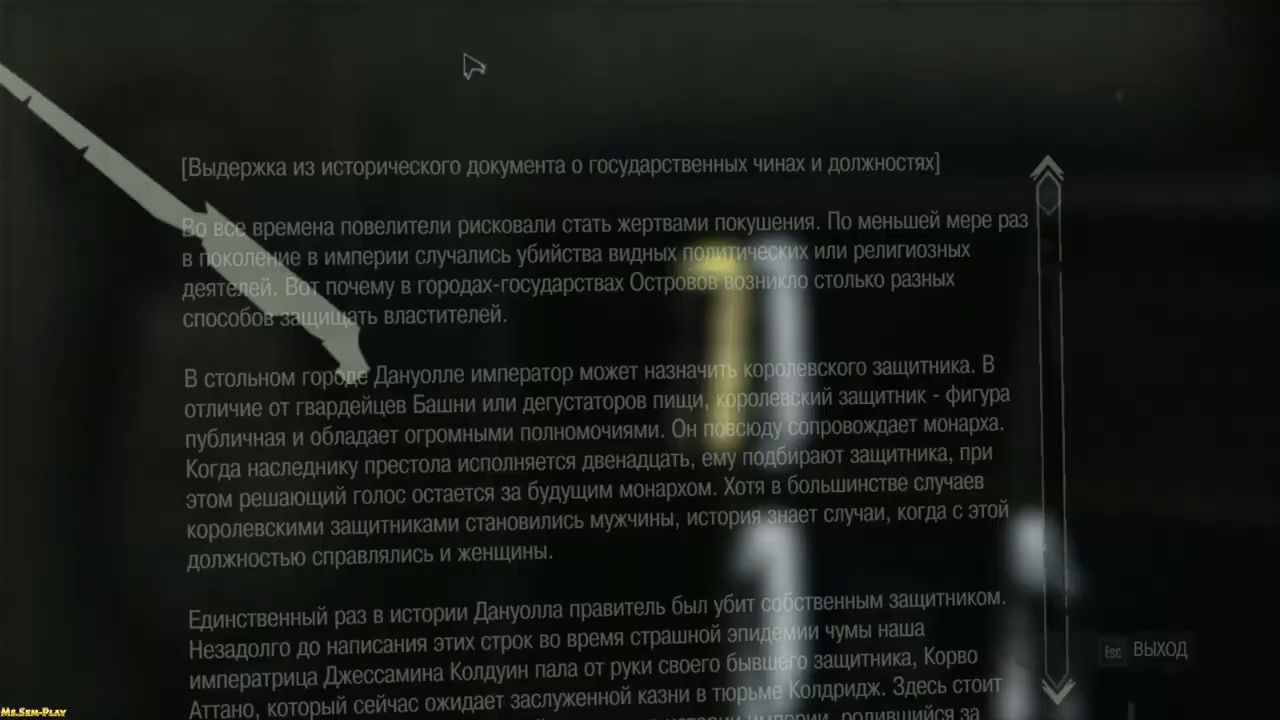 [Выдержка из исторического документа о государственных чинах и должностях]
Во все времена повелители рисковали стать жертвами покушения. По меньшей мере раз
в поколение в империи случались убийства видных политических или религиозных
деятелей. Вот почему в городах-государствах Островов возникло столько разных
способов защищать властителей.
В стольном городе Дануолле император может назначить королевского защитника. В
отличие от гвардейцев Башни или дегустаторов пищи, королевский защитник - фигура
публичная и обладает огромными полномочиями. Он повсюду сопровождает монарха.
Когда наследнику престола исполняется двенадцать, ему подбирают защитника, при
этом решающий голос остается за будущим монархом. Хотя в большинстве случаев
королевскими защитниками становились мужчины, история знает случаи, когда с этой
должностью справлялись и женщины.
Единственный раз в истории Дануолла правитель был убит собственным защитником.
Незадолго до написания этих строк во время страшной эпидемии чумы наша
императрица Джессамина Колдуин пала от руки своего бывшего защитника, Корво
Аттано, который сейчас ожидает заслуженной казни в тюрьме Колдридж. Здесь стоит
истории империи, родившийся за
Esc ВЫХОД
Mr.Sem-Play